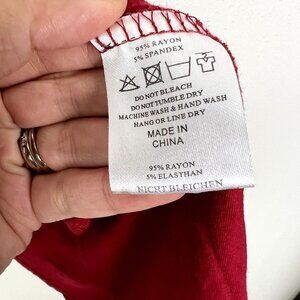 95% RAYON
5% SPANDEX
DO NOT BLEACH
DO NOT TUMBLE DRY
MACHINE WASH & HAND WASH
HANG OR LINE DRY
MADE IN
CHINA
95% RAYON
5% ELASTHAN
NICHT BLEICHEN